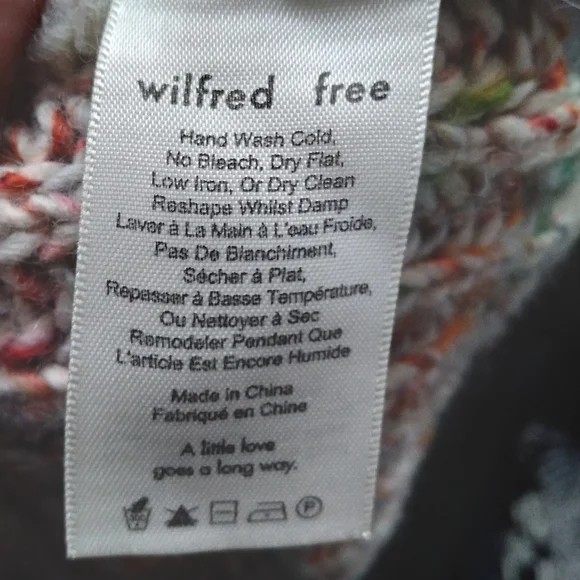 wilfred free
Hand Wash Cold,
No Bleach, Dry Flat,
Low Iron, Or Dry Clean
Reshape Whilst Damp
Laver à La Main à L'eau Froide,
Pas De Blanchiment,
Sécher à Plat,
Repasser à Basse Température,
Ou Nettoyer à Sec
Remodeler Pendant Que
L'article Est Encore Humide
Made in China
Fabriqué en Chine
A little love
goes a long way.
P